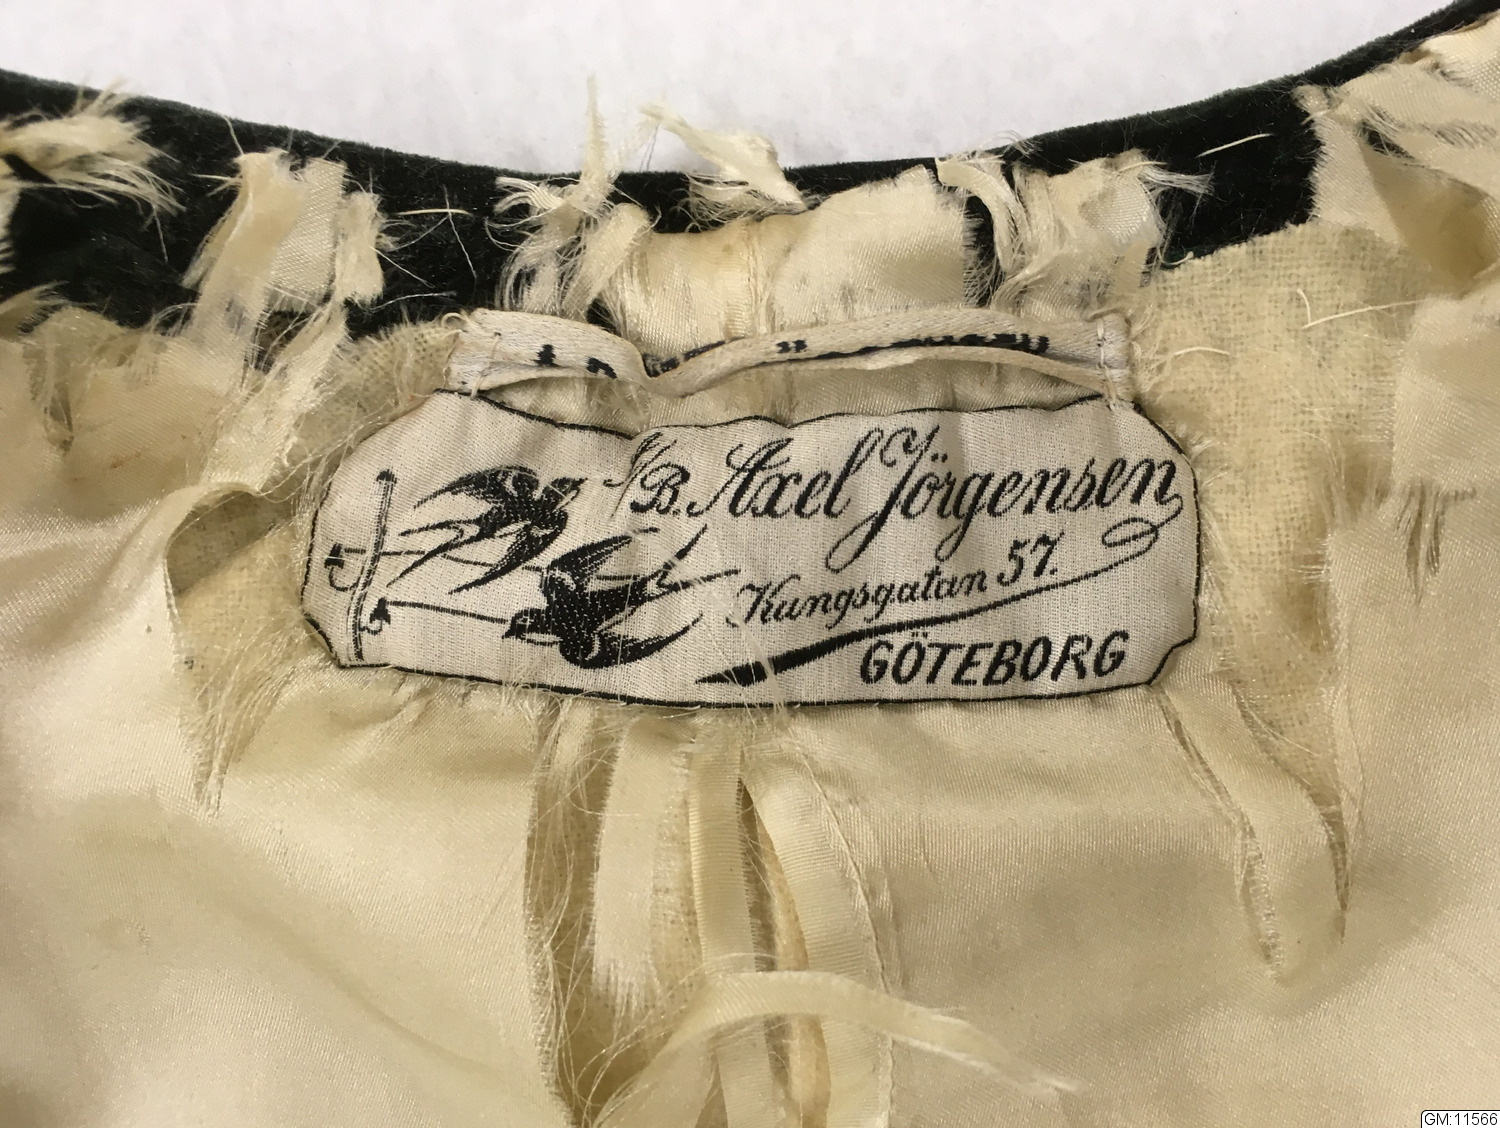 A/B. Axel Jörgensen
Kungsgatan 57.
GÖTEBORG
GM:11566